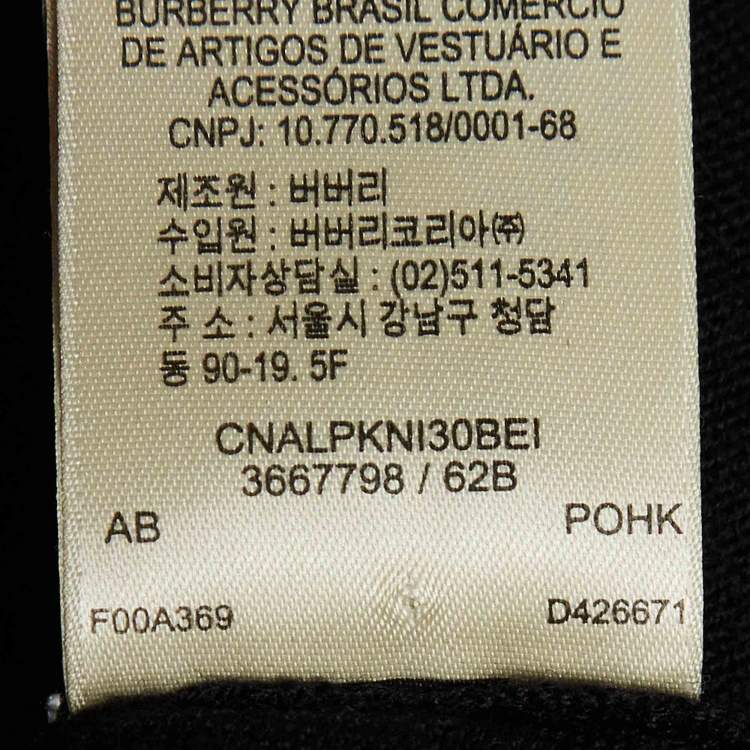 BURBERRY BRASIL COMÉRCIO
DE ARTIGOS DE VESTUÁRIO E
ACESSÓRIOS LTDA.
CNPJ: 10.770.518/0001-68
제조원 : 버버리
수입원 : 버버리코리아㈜
소비자상담실 : (02)511-5341
주 소 : 서울시 강남구 청담
동 90-19. 5F
CNALPKNI30BEI
3667798 / 62B
AB POHK
F00A369 D426671